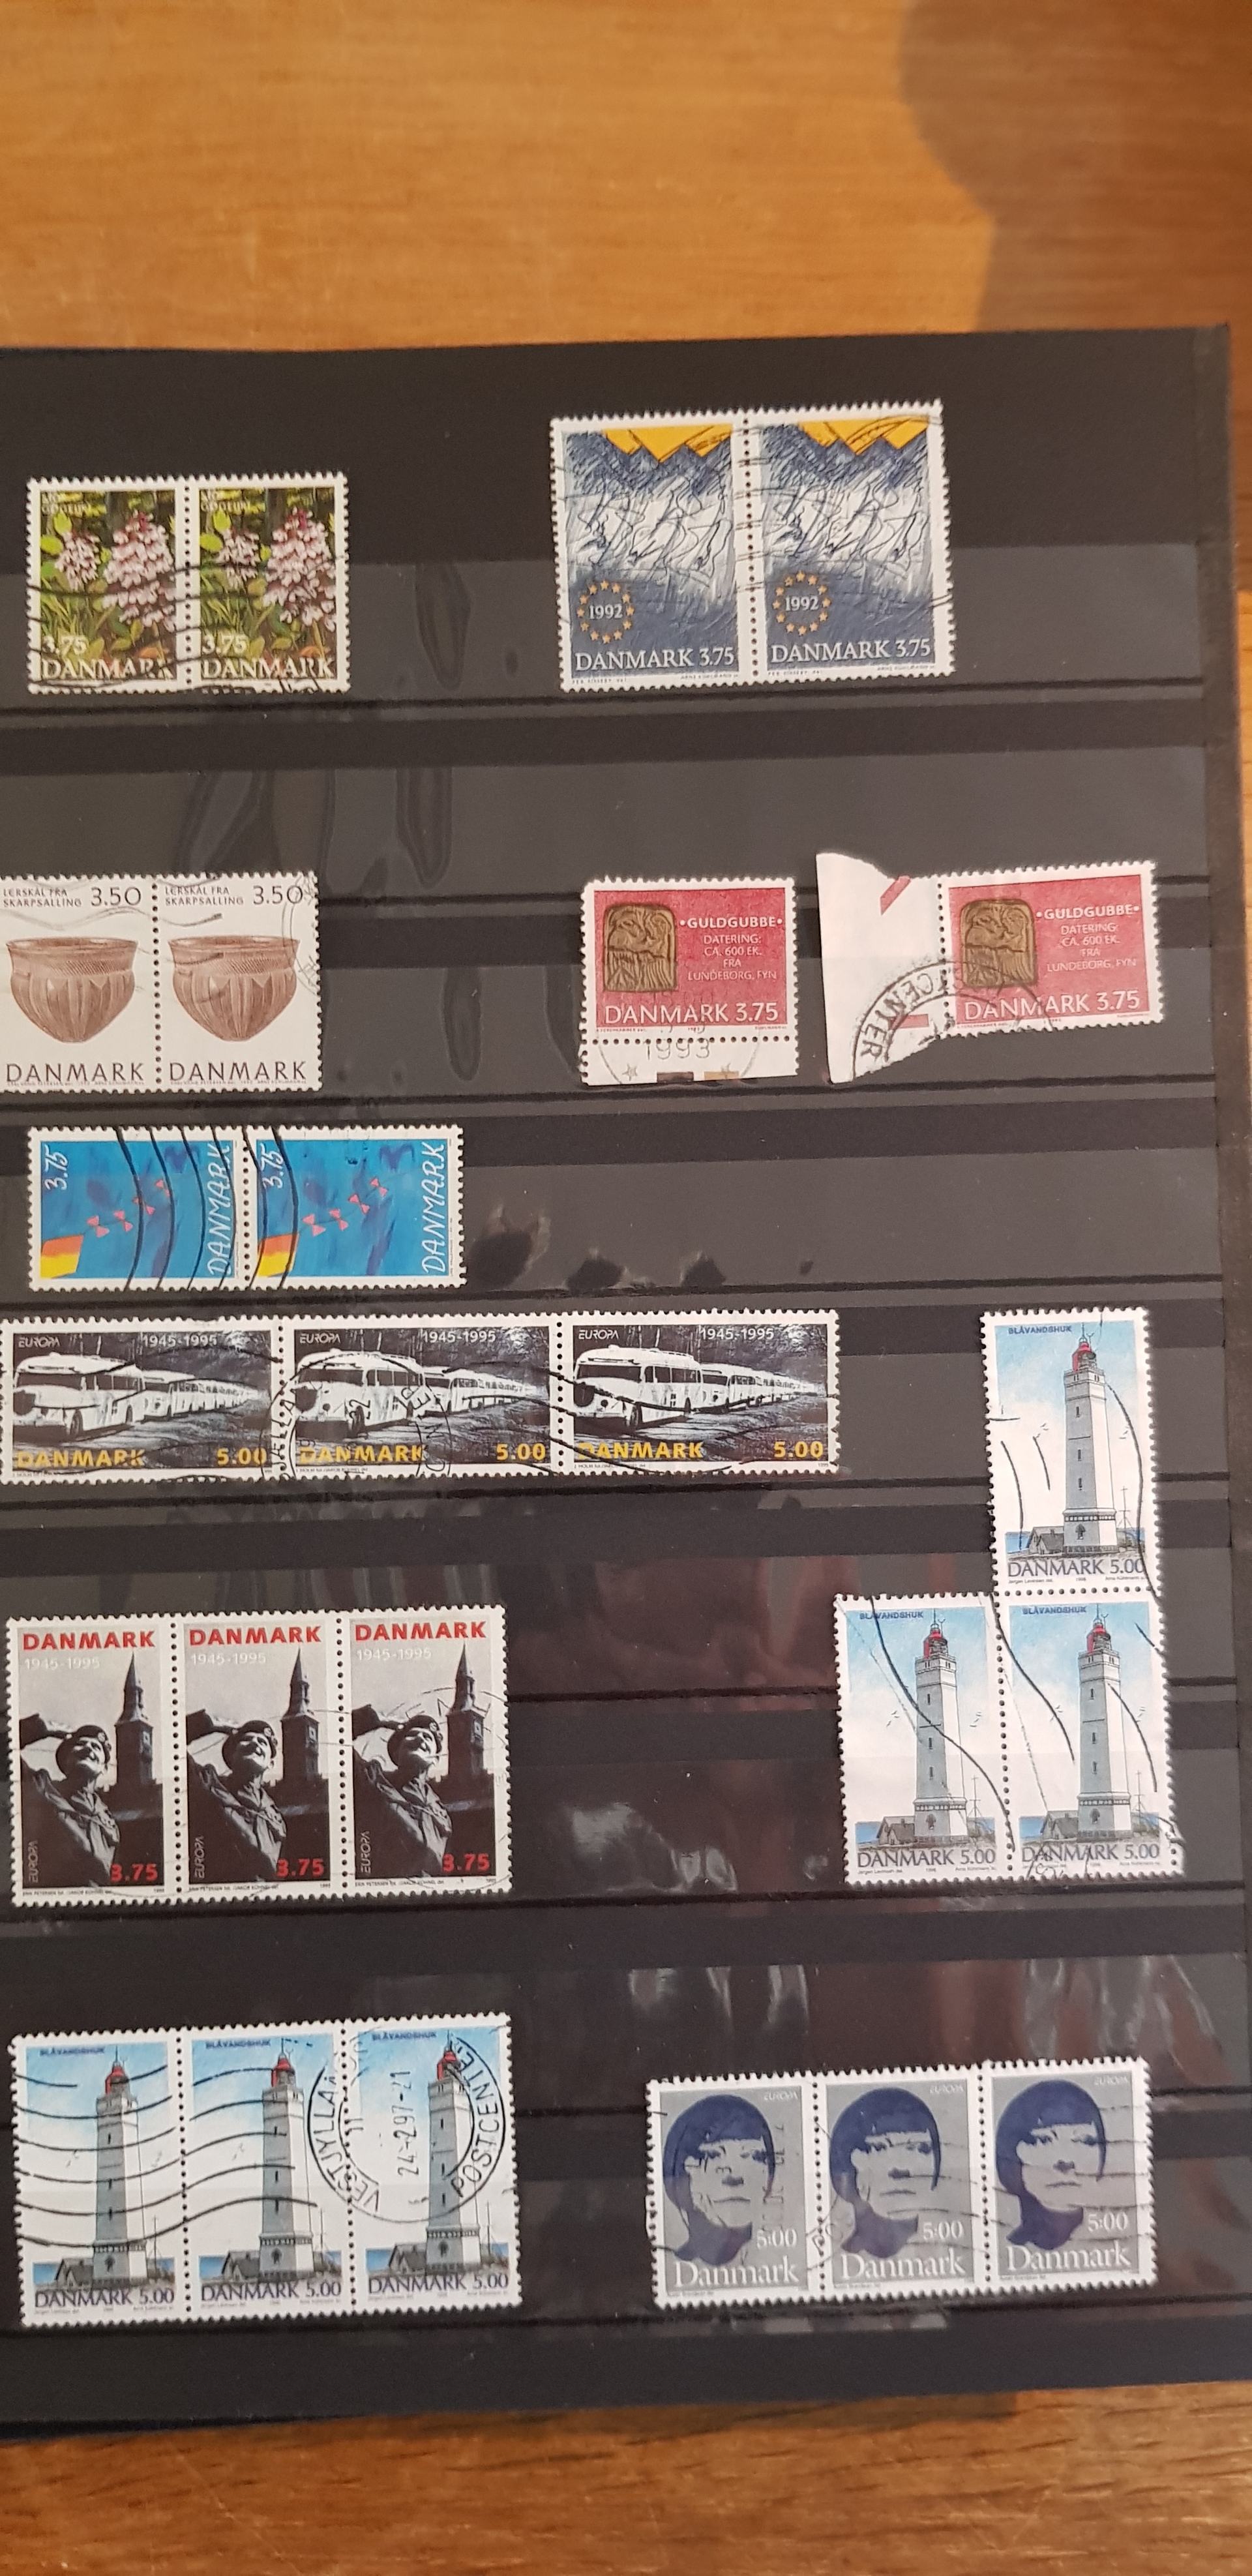 GØGEURT
GØGEURT
3.75
3.75
DANMARK
DANMARK
1992
1992
DANMARK 3.75
DANMARK 3.75
LERSKÅL FRA
SKARPSALLING
3.50
LERSKÅL FRA
SKARPSALLING
3.50
DANMARK
DANMARK
•GULDGUBBE•
DATERING:
CA. 600 E.K.
FRA
LUNDEBORG, FYN
DANMARK 3.75
1993
•GULDGUBBE•
DATERING:
CA. 600 E.K.
FRA
LUNDEBORG, FYN
DANMARK 3.75
STCENTER
3.75
DANMARK
3.75
DANMARK
EUROPA
1945-1995
DANMARK
5.00
EUROPA
1945-1995
DANMARK
5.00
EUROPA
1945-1995
DANMARK
5.00
BLÅVANDSHUK
DANMARK 5.00
BLÅVANDSHUK
DANMARK 5.00
BLÅVANDSHUK
DANMARK 5.00
DANMARK
1945-1995
EUROPA
3.75
DANMARK
1945-1995
EUROPA
3.75
DANMARK
1945-1995
EUROPA
3.75
BLÅVANDSHUK
DANMARK 5.00
BLÅVANDSHUK
DANMARK 5.00
BLÅVANDSHUK
DANMARK 5.00
VESTJYLLA
24-2.97-21
POSTCENTER
EUROPA
5:00
Danmark
EUROPA
5:00
Danmark
EUROPA
5:00
Danmark